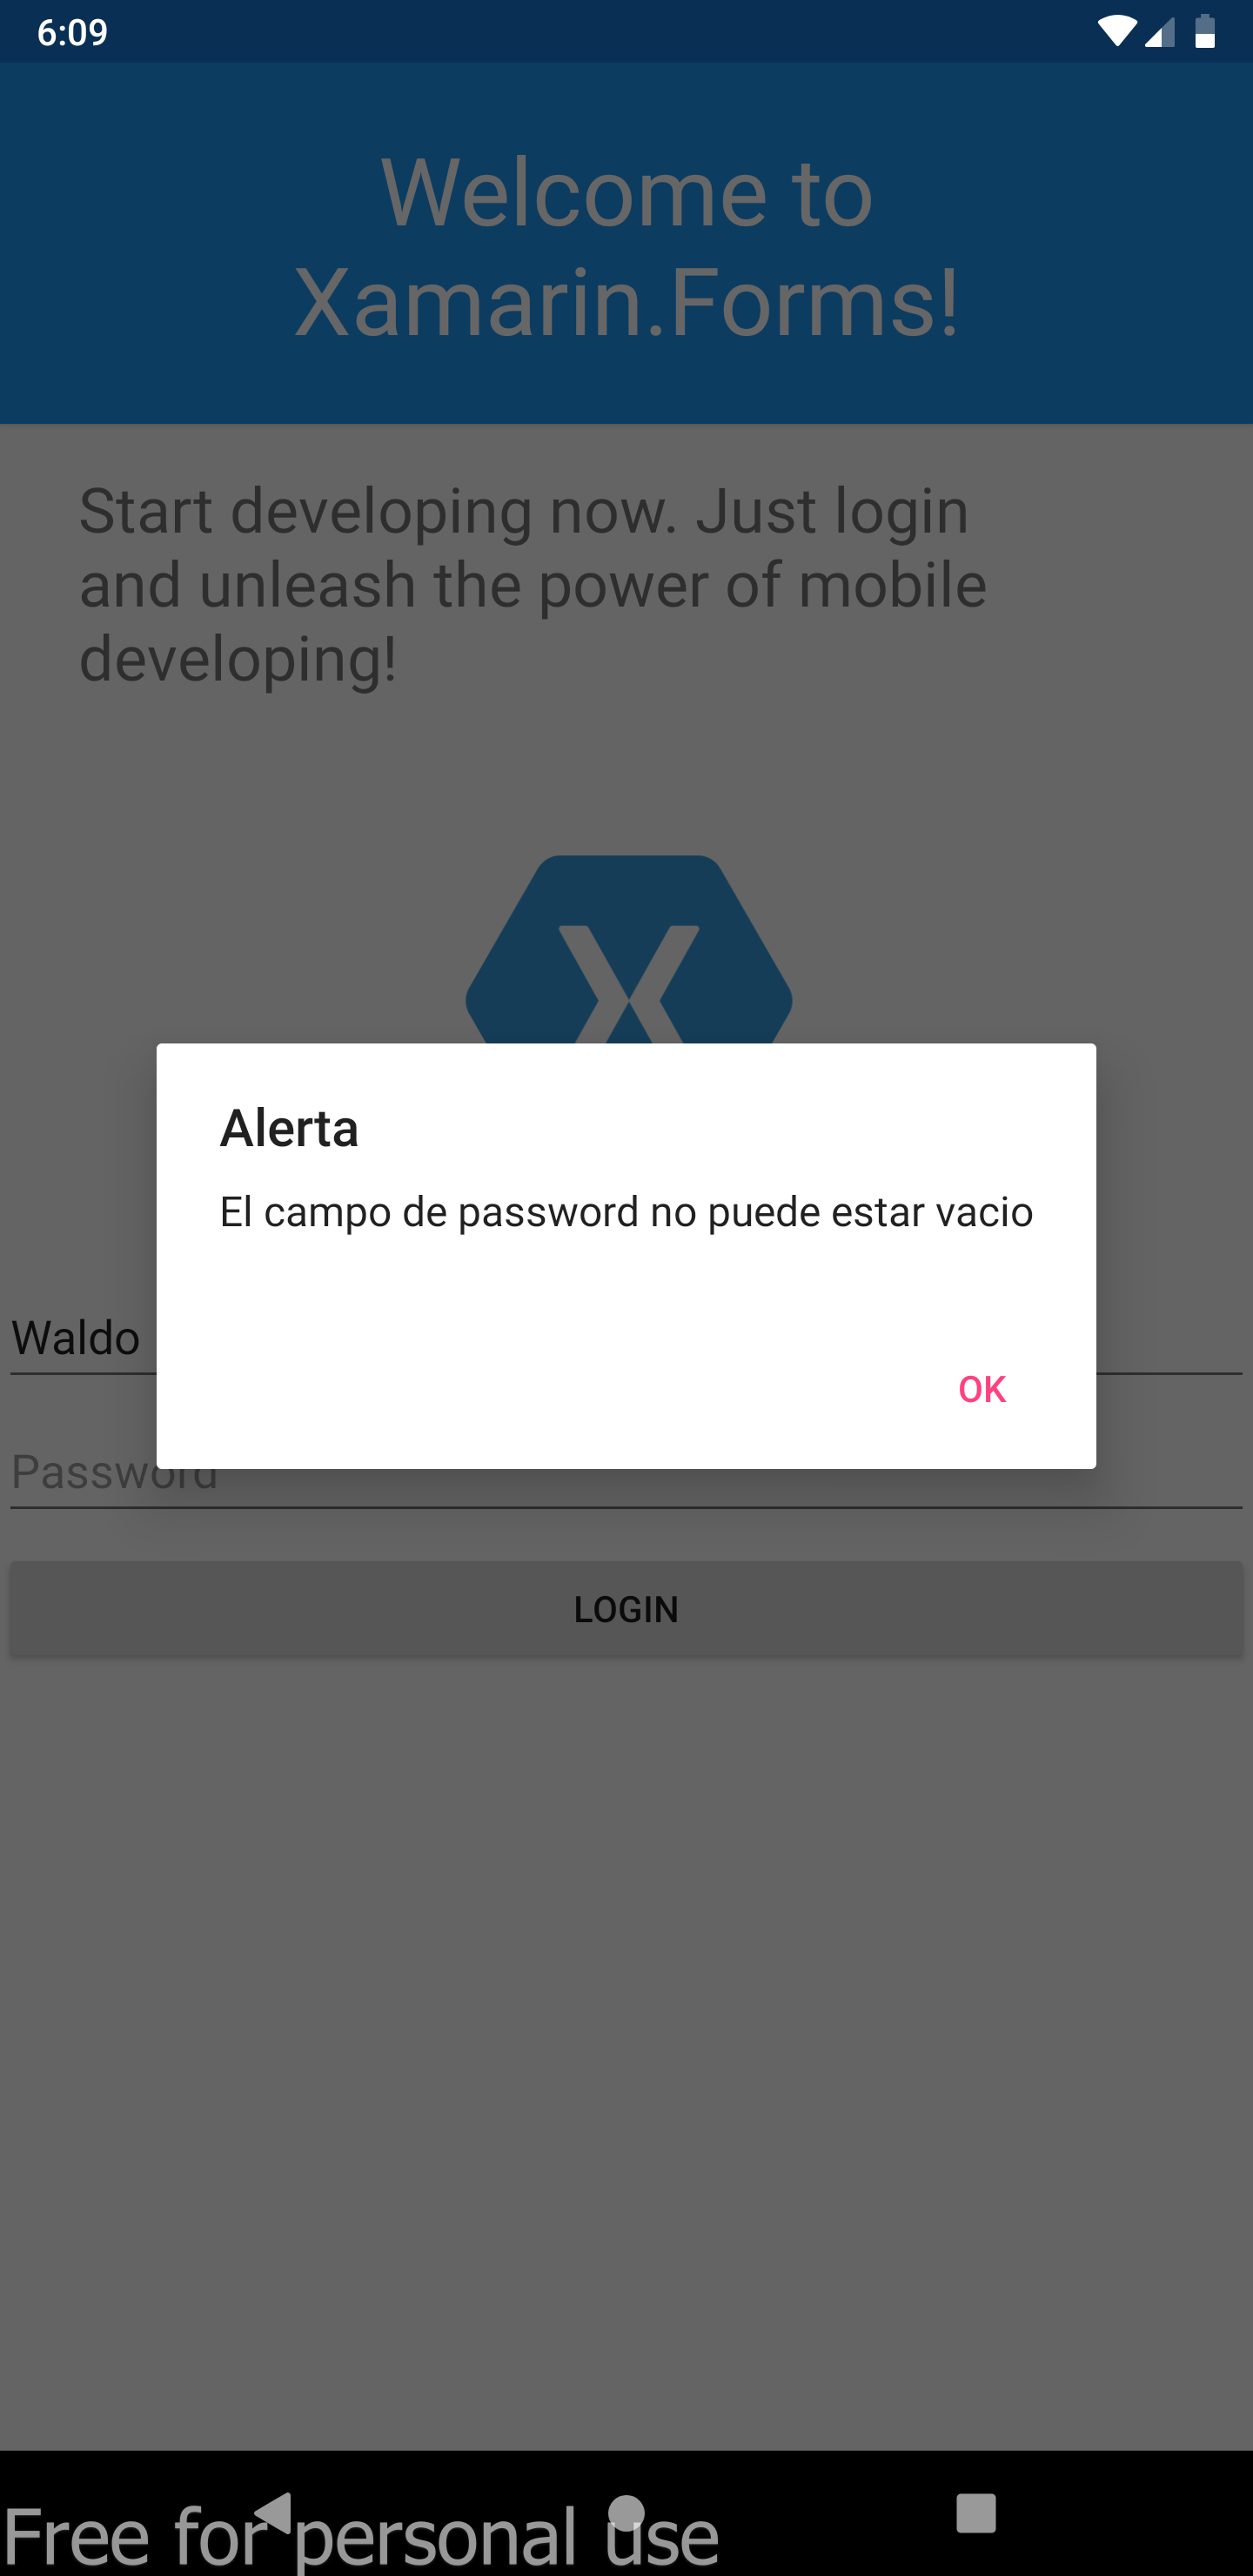 6:09
Welcome to
Xamarin.Forms!
Start developing now. Just login
and unleash the power of mobile
developing!
X
Alerta
El campo de password no puede estar vacio
Waldo
OK
Password
LOGIN
Free for personal use